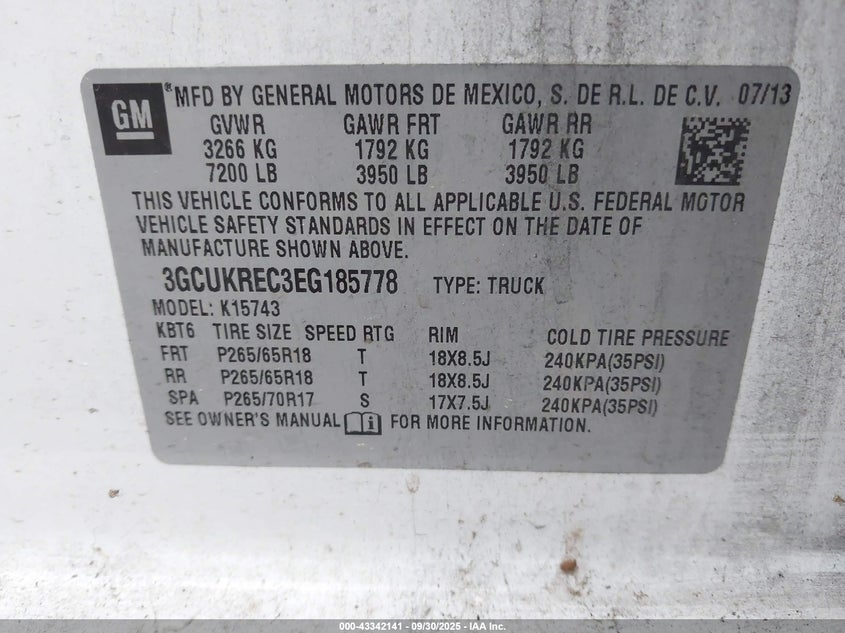 GM ® MFD BY GENERAL MOTORS DE MEXICO, S. DE R.L. DE C.V. 07/13
GVWR GAWR FRT GAWR RR
3266 KG 1792 KG 1792 KG
7200 LB 3950 LB 3950 LB
THIS VEHICLE CONFORMS TO ALL APPLICABLE U.S. FEDERAL MOTOR
VEHICLE SAFETY STANDARDS IN EFFECT ON THE DATE OF
MANUFACTURE SHOWN ABOVE.
3GCUKREC3EG185778 TYPE: TRUCK
MODEL: K15743
KBT6 TIRE SIZE SPEED RTG RIM COLD TIRE PRESSURE
FRT P265/65R18 T 18X8.5J 240KPA(35PSI)
RR P265/65R18 T 18X8.5J 240KPA(35PSI)
SPA P265/70R17 S 17X7.5J 240KPA(35PSI)
SEE OWNER'S MANUAL i FOR MORE INFORMATION.
000-43342141 - 09/30/2025 - IAAI.COM